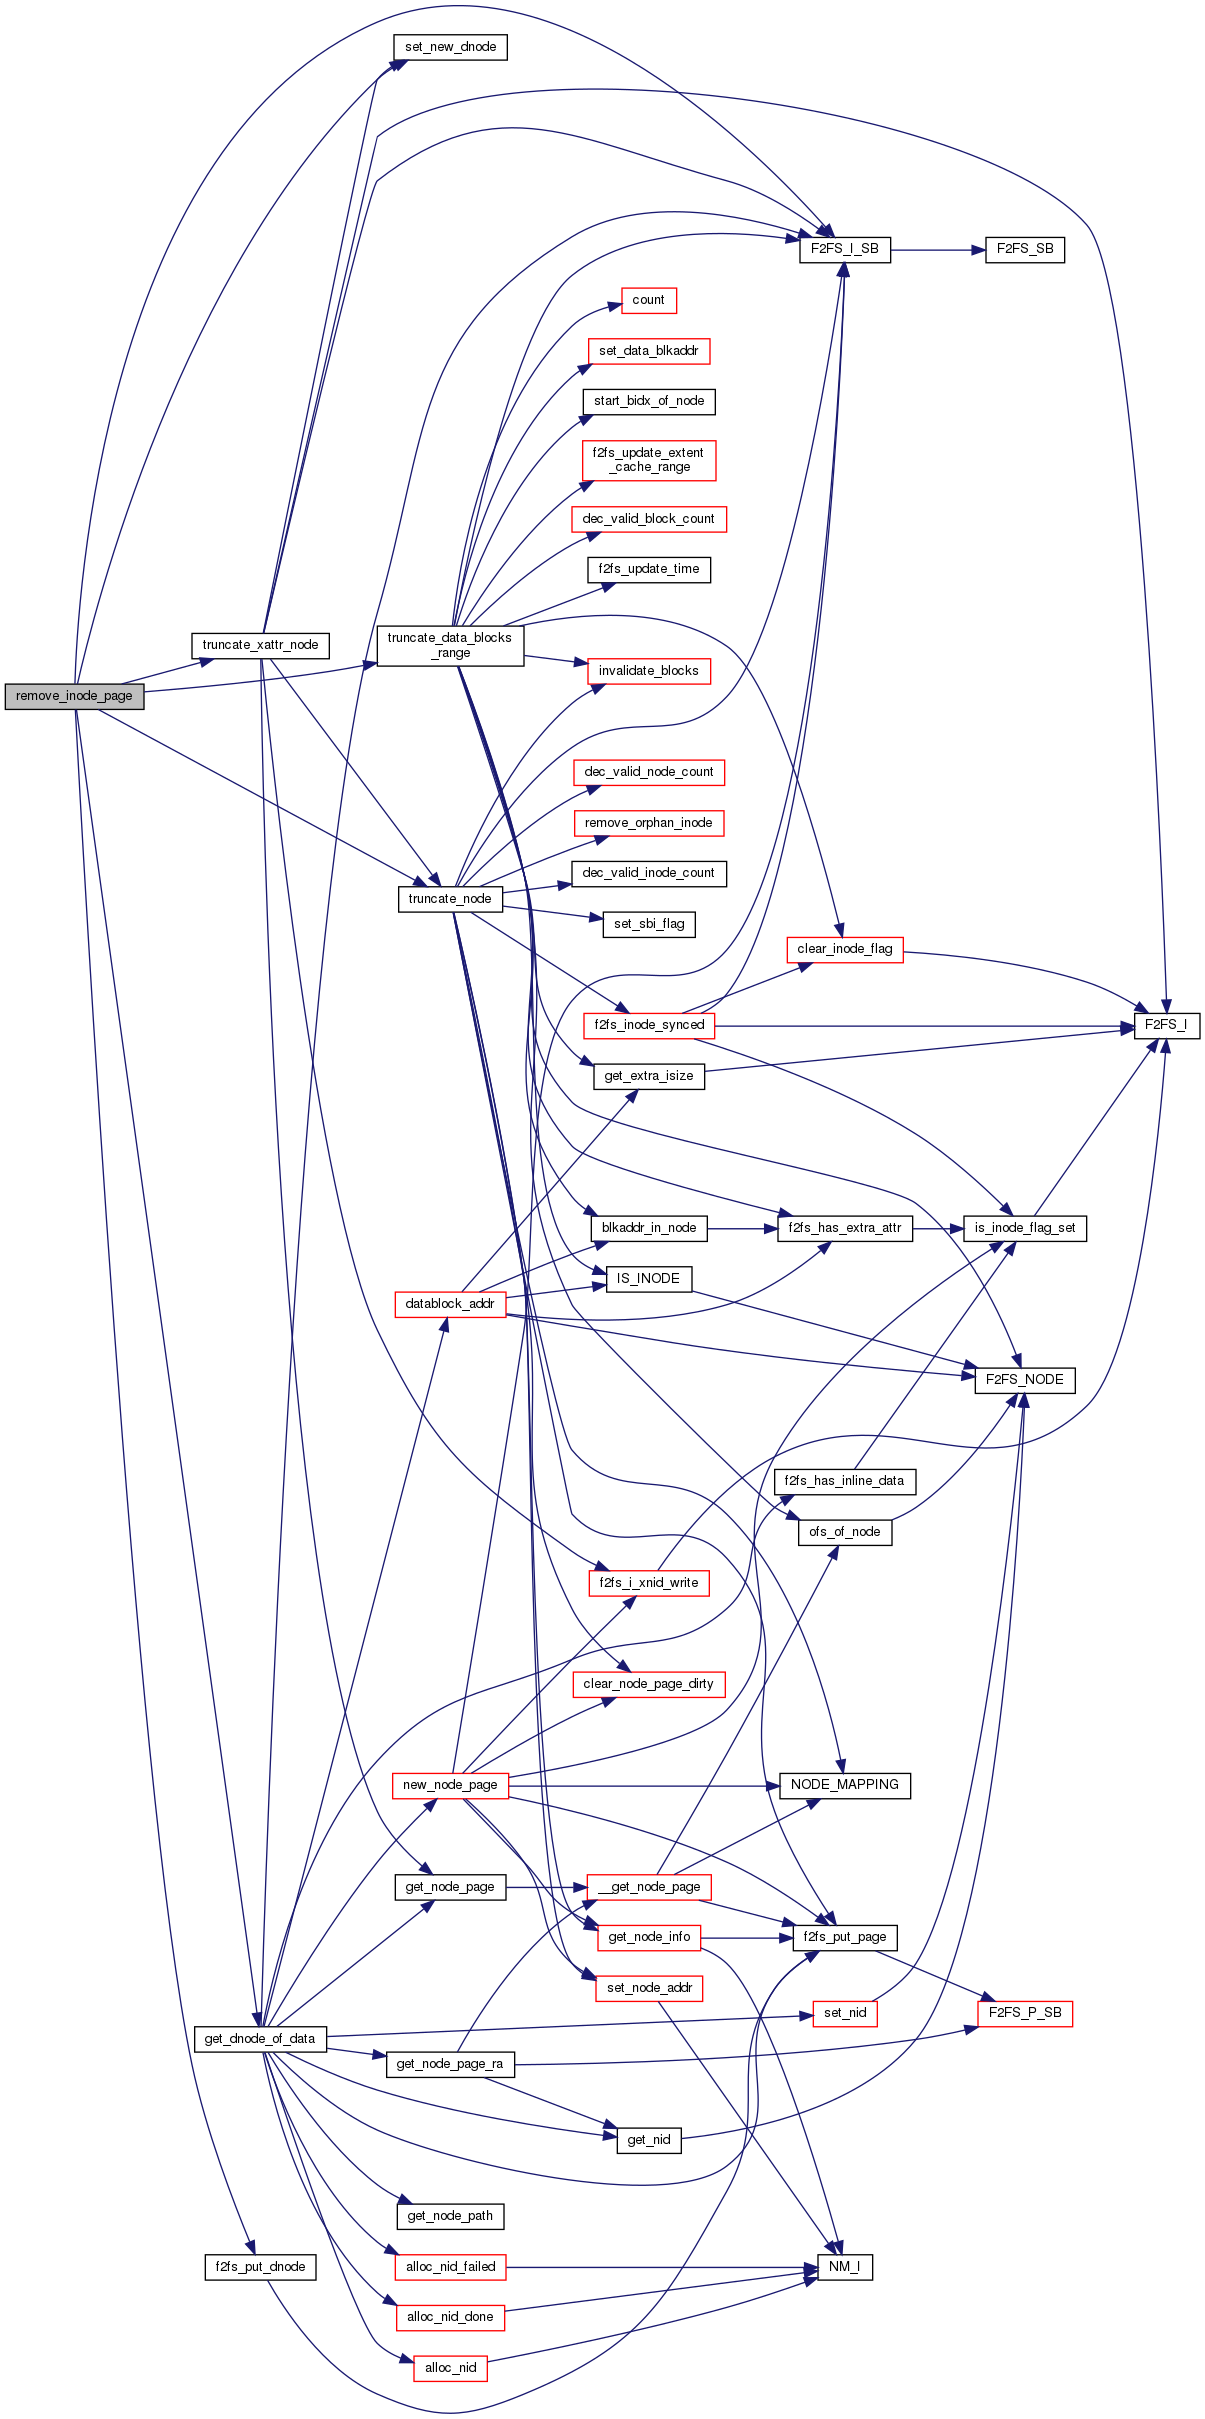 set_new_dnode
F2FS_I_SB
F2FS_SB
count
set_data_blkaddr
start_bidx_of_node
f2fs_update_extent
_cache_range
dec_valid_block_count
f2fs_update_time
truncate_xattr_node
truncate_data_blocks
_range
invalidate_blocks
remove_inode_page
dec_valid_node_count
remove_orphan_inode
dec_valid_inode_count
truncate_node
set_sbi_flag
clear_inode_flag
f2fs_inode_synced
F2FS_I
get_extra_isize
blkaddr_in_node
f2fs_has_extra_attr
is_inode_flag_set
IS_INODE
datablock_addr
F2FS_NODE
f2fs_has_inline_data
ofs_of_node
f2fs_i_xnid_write
clear_node_page_dirty
new_node_page
NODE_MAPPING
get_node_page
__get_node_page
get_node_info
f2fs_put_page
set_node_addr
set_nid
F2FS_P_SB
get_dnode_of_data
get_node_page_ra
get_nid
get_node_path
f2fs_put_dnode
alloc_nid_failed
NM_I
alloc_nid_done
alloc_nid